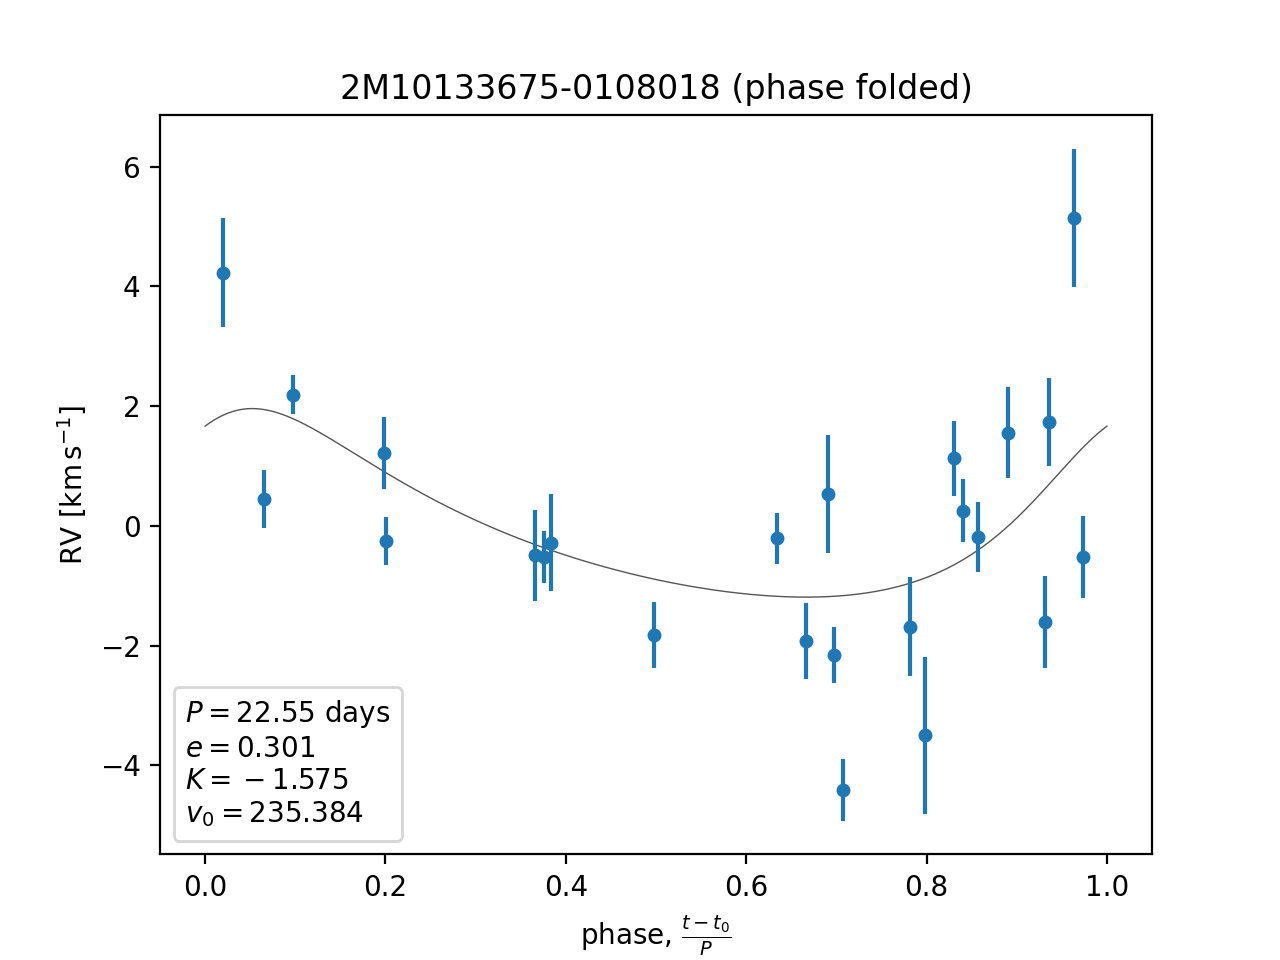 2M10133675-0108018 (phase folded)
RV [km s⁻¹]
6
4
2
0
−2
−4
P = 22.55 days
e = 0.301
K = −1.575
v₀ = 235.384
0.0 0.2 0.4 0.6 0.8 1.0
phase, (t − t₀)/P